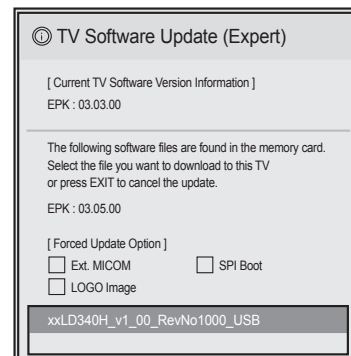 ⓘ TV Software Update (Expert)
[ Current TV Software Version Information ]
EPK : 03.03.00
The following software files are found in the memory card.
Select the file you want to download to this TV
or press EXIT to cancel the update.
EPK : 03.05.00
[ Forced Update Option ]
Ext. MICOM SPI Boot
LOGO Image
xxLD340H_v1_00_RevNo1000_USB